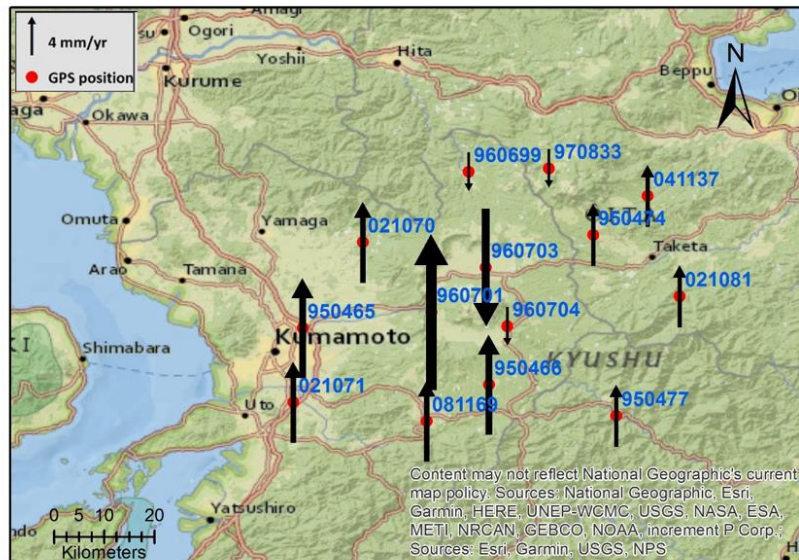 Amagi
Ogori
Hita
Yoshii
Kurume
Beppu
Okawa
4 mm/yr
GPS position
N
960699
970833
041137
Omuta
Yamaga
021070
950474
OITA
Taketa
960703
Arao
Tamana
960701
021081
950465
960704
Kumamoto
Shimabara
KYUSHU
950466
021071
081169
950477
Uto
Yatsushiro
Content may not reflect National Geographic's current
map policy. Sources: National Geographic, Esri,
Garmin, HERE, UNEP-WCMC, USGS, NASA, ESA,
METI, NRCAN, GEBCO, NOAA, increment P Corp.;
Sources: Esri, Garmin, USGS, NPS
0 5 10 20
Kilometers